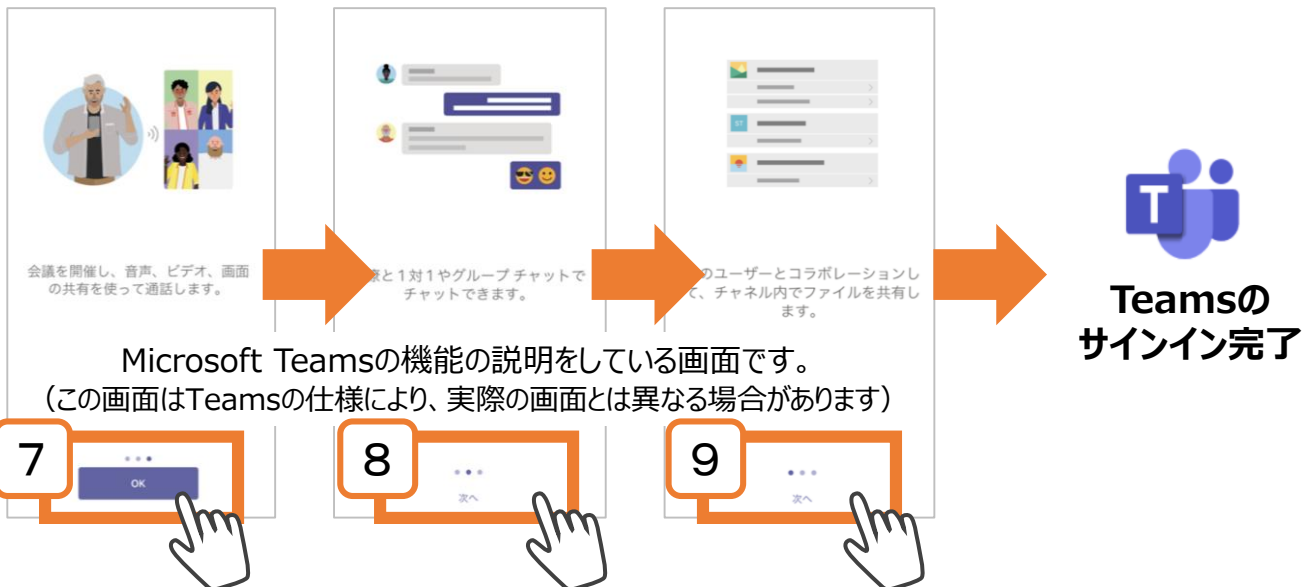 会議を開催し、音声、ビデオ、画面
の共有を使って通話します。
と1対1やグループ チャットで
チャットできます。
のユーザーとコラボレーションし
て、チャネル内でファイルを共有し
ます。
T
Teamsの
サインイン完了
Microsoft Teamsの機能の説明をしている画面です。
（この画面はTeamsの仕様により、実際の画面とは異なる場合があります）
7
OK
8
次へ
9
次へ